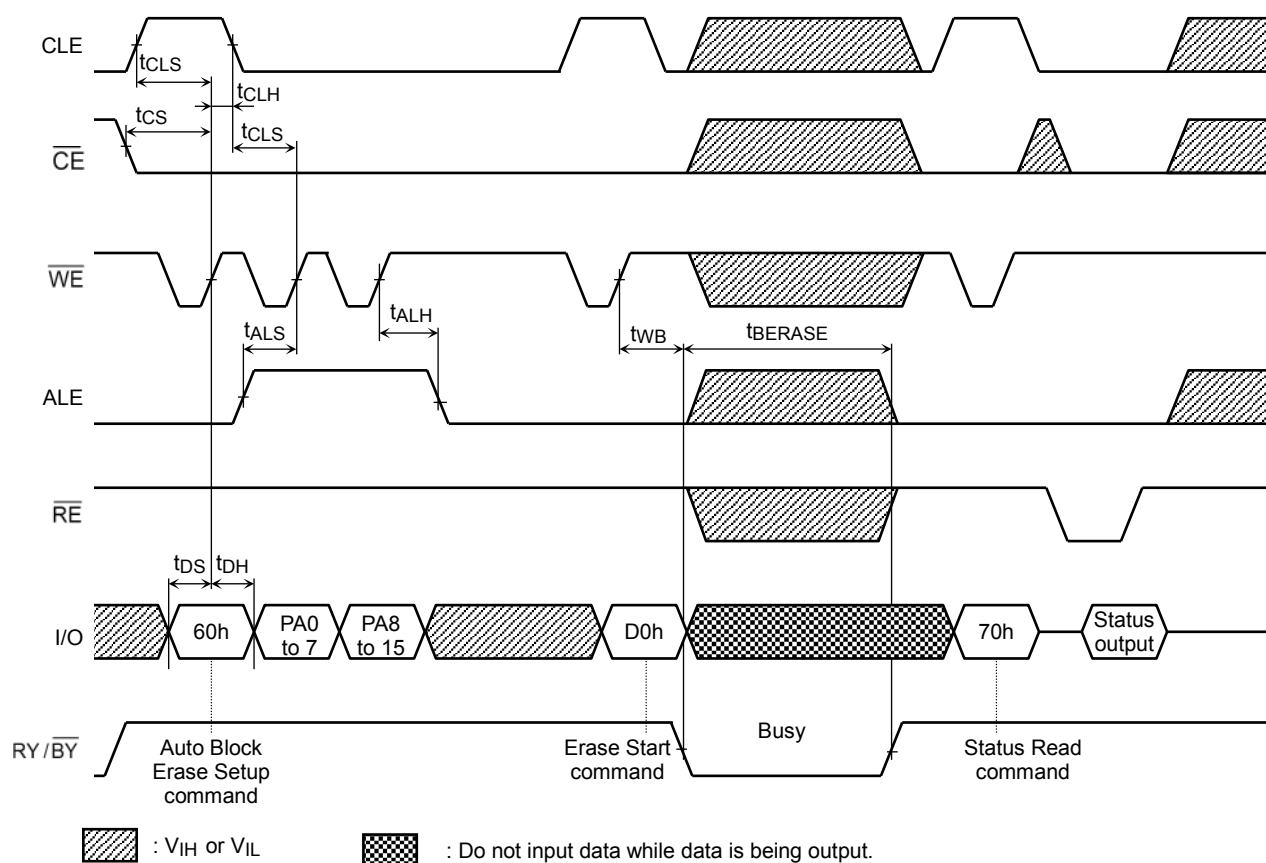 CLE
tCLS
tCLH
tCS
tCLS
CE
WE
tALS
tALH
tWB
tBERASE
ALE
RE
tDS
tDH
I/O
60h
PA0
to 7
PA8
to 15
D0h
70h
Status
output
RY/BY
Auto Block
Erase Setup
command
Erase Start
command
Busy
Status Read
command
: VIH or VIL
: Do not input data while data is being output.